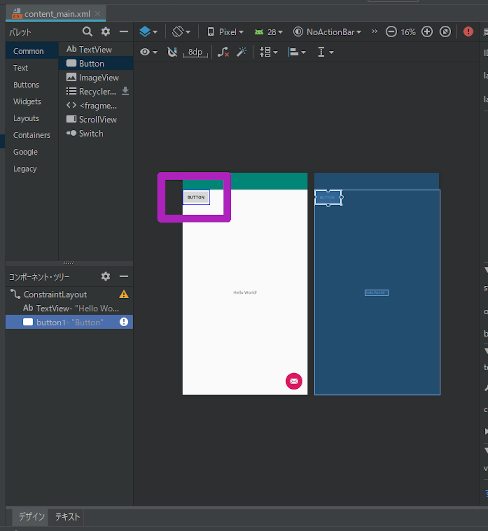 content_main.xml
パレット
Pixel
28
NoActionBar
16%
8dp
Common
Text
Buttons
Widgets
Layouts
Containers
Google
Legacy
Ab TextView
Button
ImageView
Recycler...
<> <fragme...
ScrollView
Switch
BUTTON
Hello World!
コンポーネント・ツリー
ConstraintLayout
Ab TextView- "Hello Wo...
button1- "Button"
デザイン
テキスト